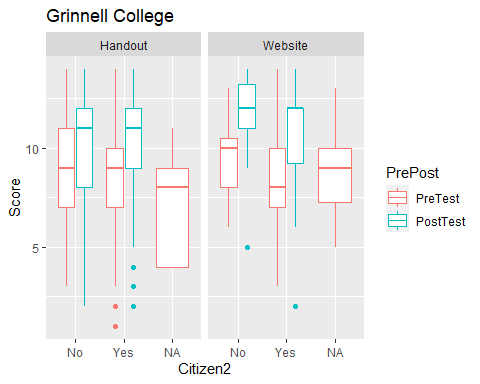 Grinnell College
Handout
Website
Score
10
5
No
Yes
NA
No
Yes
NA
Citizen2
PrePost
PreTest
PostTest